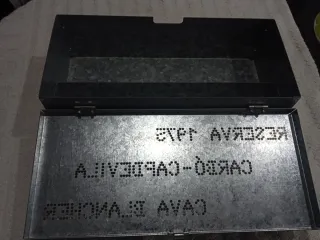 RESERVA 1975
CARBÓ-CAPDEVILA
CAVA BLANCHER